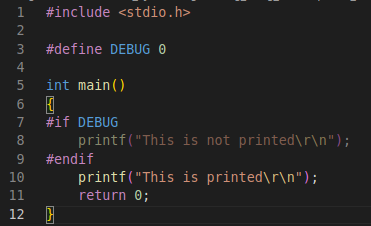 1 #include <stdio.h>
2
3 #define DEBUG 0
4
5 int main()
6 {
7 #if DEBUG
8     printf("This is not printed\r\n");
9 #endif
10     printf("This is printed\r\n");
11     return 0;
12 }